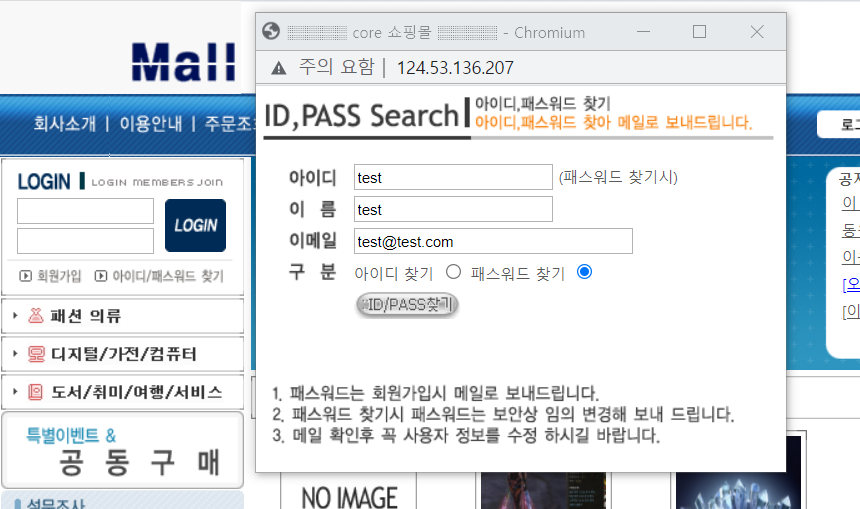 core 쇼핑몰 - Chromium
주의 요함 | 124.53.136.207
Mall
회사소개 | 이용안내 | 주문조
로그
ID,PASS Search
아이디,패스워드 찾기
아이디,패스워드 찾아 메일로 보내드립니다.
LOGIN LOGIN MEMBERS JOIN
LOGIN
회원가입 아이디/패스워드 찾기
패션 의류
디지털/가전/컴퓨터
도서/취미/여행/서비스
특별이벤트 &
공동구매
설문조사
아이디 test (패스워드 찾기시)
이 름 test
이메일 test@test.com
구 분 아이디 찾기 패스워드 찾기
ID/PASS찾기
1. 패스워드는 회원가입시 메일로 보내드립니다.
2. 패스워드 찾기시 패스워드는 보안상 임의 변경해 보내 드립니다.
3. 메일 확인후 꼭 사용자 정보를 수정 하시길 바랍니다.
공지
이
[오
[이
NO IMAGE